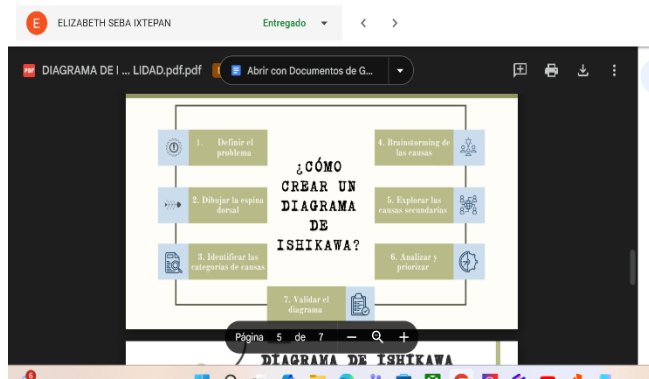 E ELIZABETH SEBA IXTEPAN Entregado
PDF DIAGRAMA DE I ... LIDAD.pdf.pdf Abrir con Documentos de G...
1. Definir el
problema
2. Dibujar la espina
dorsal
3. Identificar las
categorías de causas
¿CÓMO
CREAR UN
DIAGRAMA
DE
ISHIKAWA?
4. Brainstorming de
las causas
5. Explorar las
causas secundarias
6. Analizar y
priorizar
7. Validar el
diagrama
Página 5 de 7
DIAGRAMA DE ISHIKAWA
6